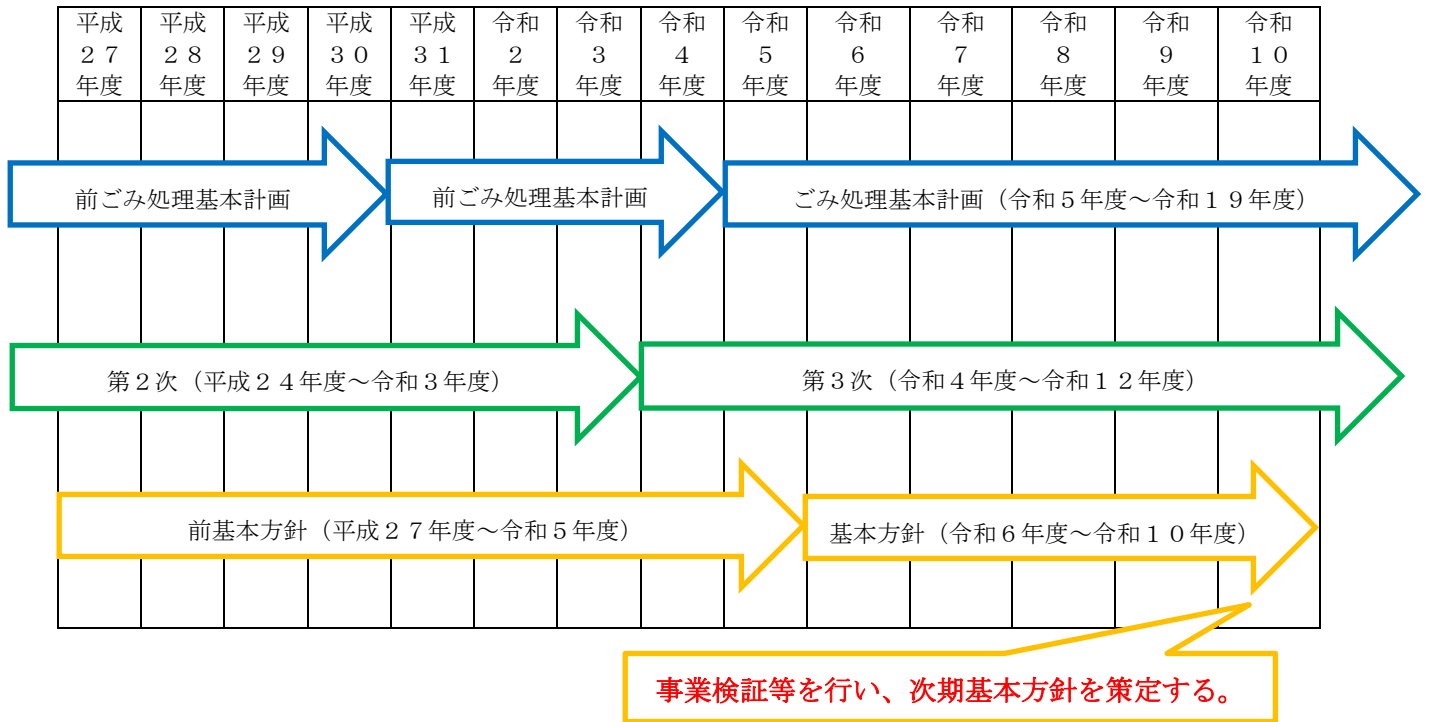 平成 平成 平成 平成 平成 令和 令和 令和 令和 令和 令和 令和 令和 令和
２７ ２８ ２９ ３０ ３１ ２ ３ ４ ５ ６ ７ ８ ９ １０
年度 年度 年度 年度 年度 年度 年度 年度 年度 年度 年度 年度 年度 年度
前ごみ処理基本計画 前ごみ処理基本計画 ごみ処理基本計画（令和５年度～令和１９年度）
第２次（平成２４年度～令和３年度） 第３次（令和４年度～令和１２年度）
前基本方針（平成２７年度～令和５年度） 基本方針（令和６年度～令和１０年度）
事業検証等を行い、次期基本方針を策定する。